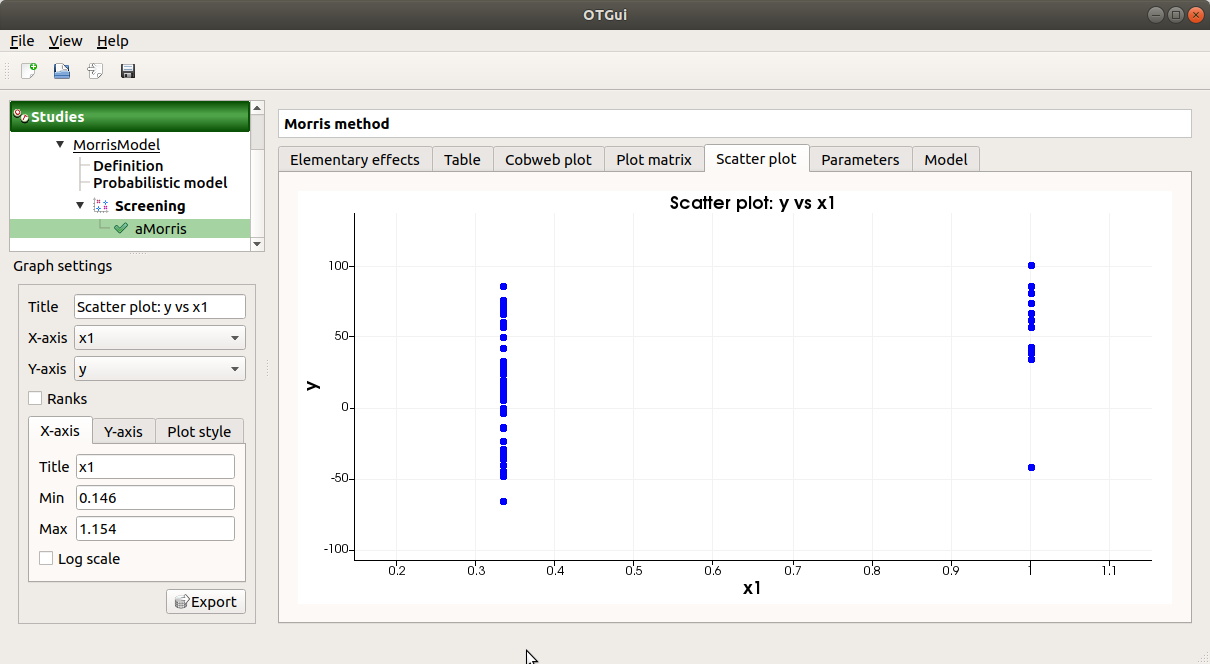 OTGui
File View Help
Studies
MorrisModel
Definition
Probabilistic model
Screening
aMorris
Graph settings
Title Scatter plot: y vs x1
X-axis x1
Y-axis y
Ranks
X-axis Y-axis Plot style
Title x1
Min 0.146
Max 1.154
Log scale
Export
Morris method
Elementary effects Table Cobweb plot Plot matrix Scatter plot Parameters Model
Scatter plot: y vs x1
100
50
0
-50
-100
y
0.2 0.3 0.4 0.5 0.6 0.7 0.8 0.9 1 1.1
x1